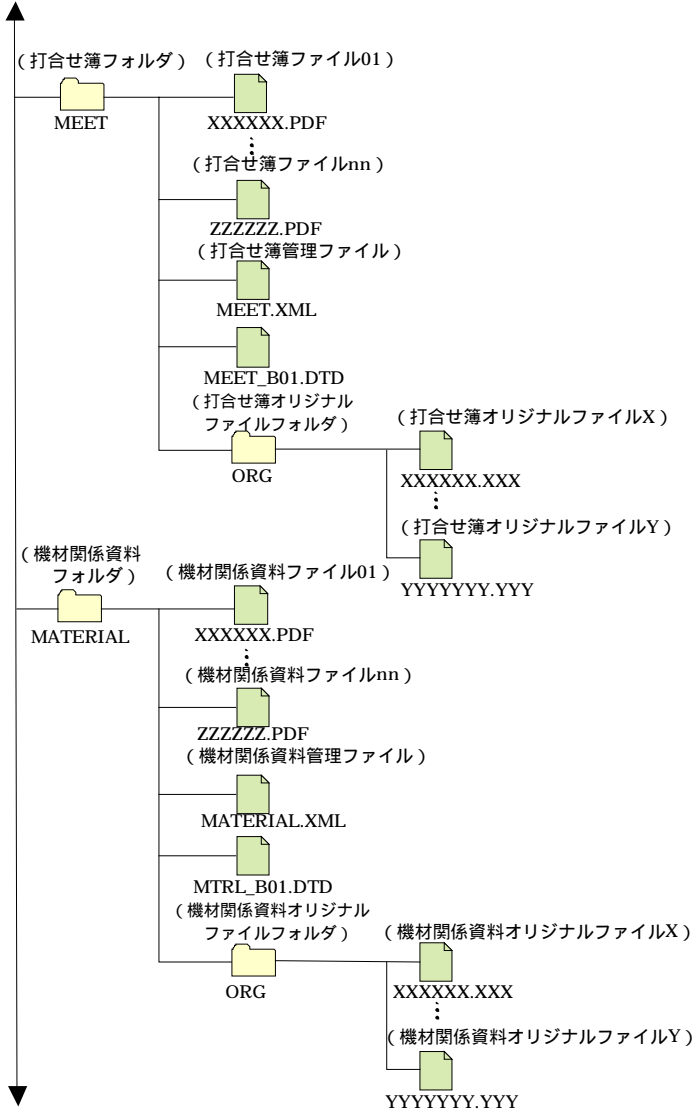 （打合せ簿フォルダ）
（打合せ簿ファイル01）
MEET
XXXXXX.PDF
（打合せ簿ファイルnn）
ZZZZZZ.PDF
（打合せ簿管理ファイル）
MEET.XML
MEET_B01.DTD
（打合せ簿オリジナル
ファイルフォルダ）
ORG
（打合せ簿オリジナルファイルX）
XXXXXX.XXX
（打合せ簿オリジナルファイルY）
YYYYYYY.YYY
（機材関係資料
フォルダ）
MATERIAL
（機材関係資料ファイル01）
XXXXXX.PDF
（機材関係資料ファイルnn）
ZZZZZZ.PDF
（機材関係資料管理ファイル）
MATERIAL.XML
MTRL_B01.DTD
（機材関係資料オリジナル
ファイルフォルダ）
ORG
（機材関係資料オリジナルファイルX）
XXXXXX.XXX
（機材関係資料オリジナルファイルY）
YYYYYYY.YYY